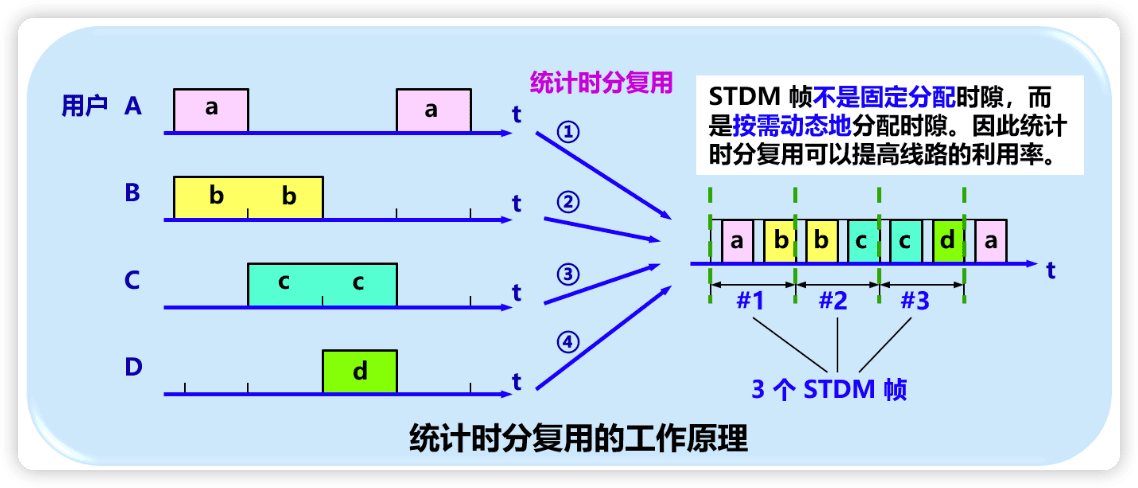 统计时分复用
STDM 帧不是固定分配时隙，而
是按需动态地分配时隙。因此统计
时分复用可以提高线路的利用率。
用户 A a a t ①
B b b t ②
C c c t ③
D d t ④
a b b c c d a t
#1 #2 #3
3 个 STDM 帧
统计时分复用的工作原理